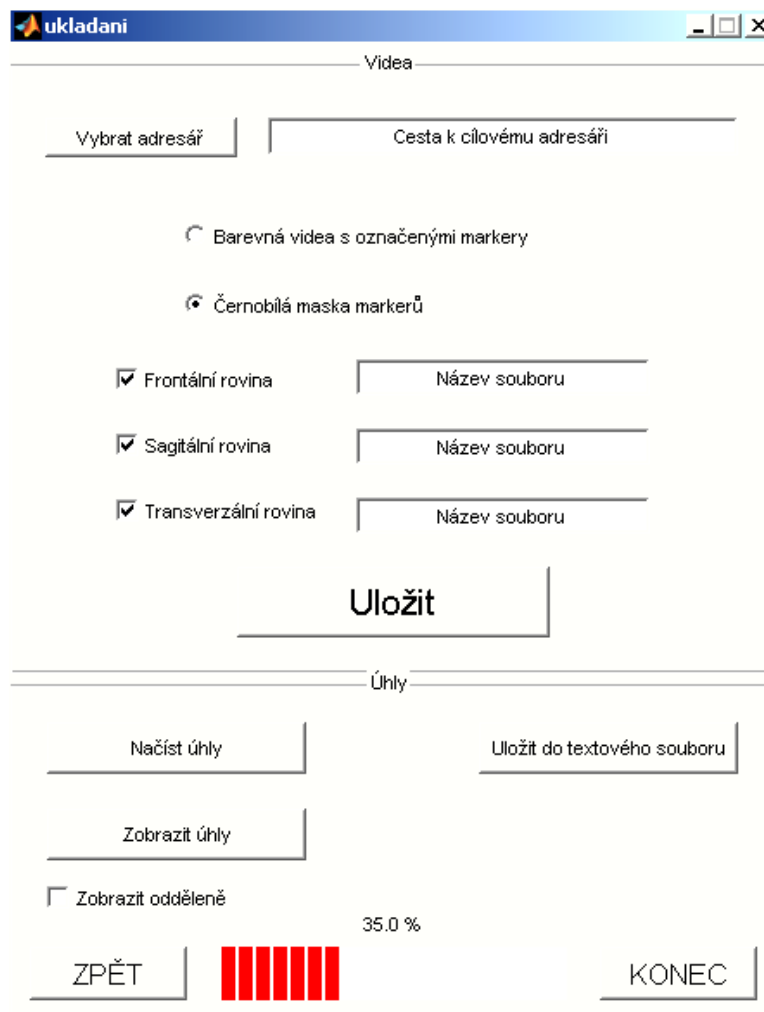 ukladani
Videa
Vybrat adresář
Cesta k cílovému adresáři
Barevná videa s označenými markery
Černobílá maska markerů
Frontální rovina
Název souboru
Sagitální rovina
Název souboru
Transverzální rovina
Název souboru
Uložit
Úhly
Načíst úhly
Uložit do textového souboru
Zobrazit úhly
Zobrazit odděleně
35.0 %
ZPĚT
KONEC